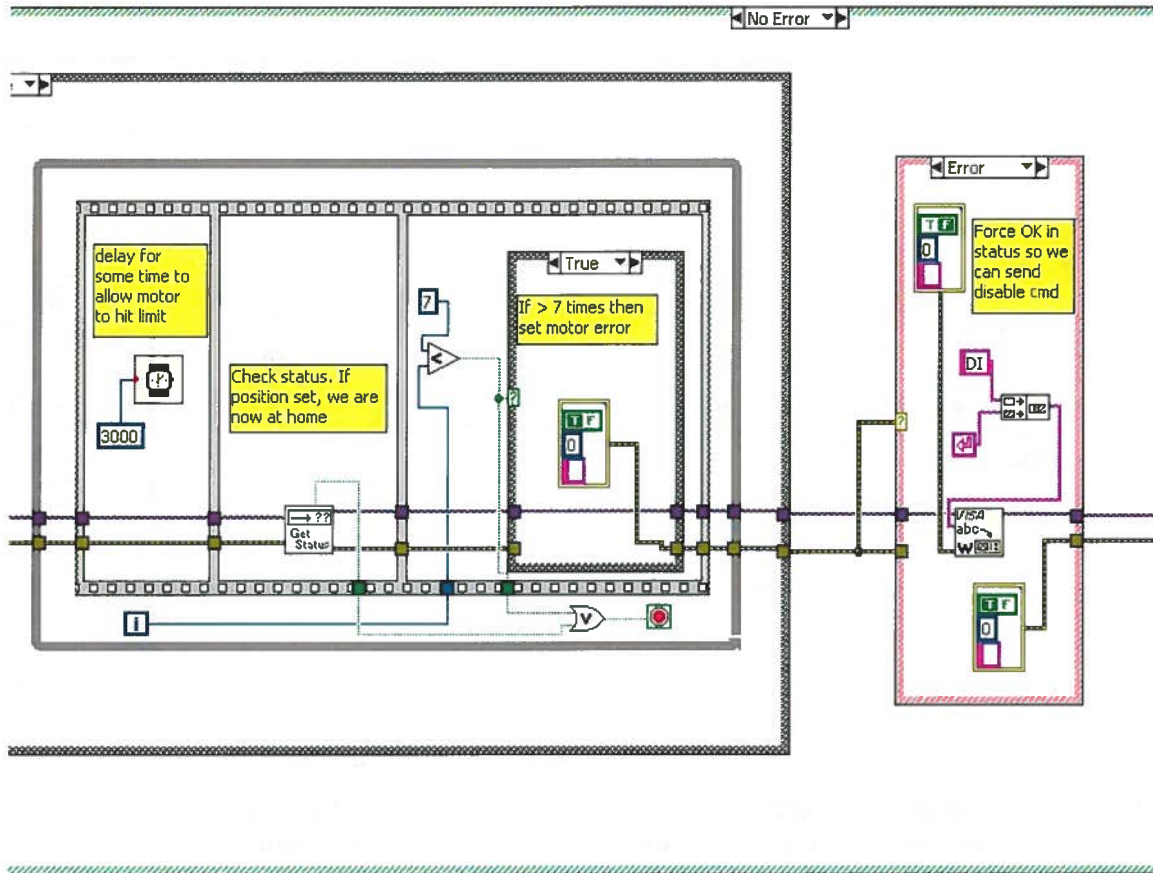 No Error
delay for
some time to
allow motor
to hit limit
3000
Check status. If
position set, we are
now at home
→ ??
Get
Status
7
<
True
If > 7 times then
set motor error
?
T F
0
i
V
Error
T F
0
Force OK in
status so we
can send
disable cmd
DI
?
VISA
abc
W
T F
0